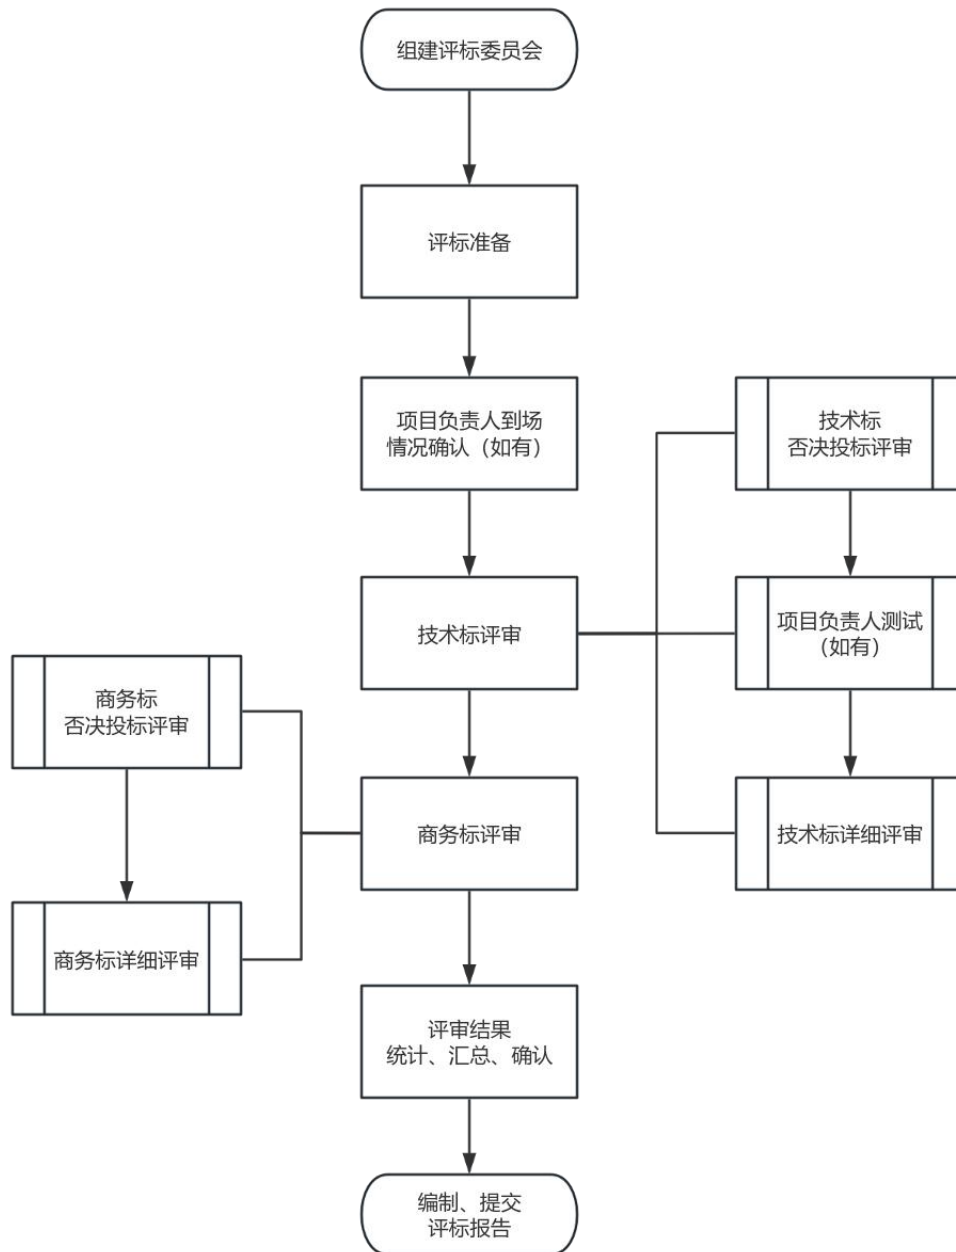 组建评标委员会
评标准备
项目负责人到场
情况确认（如有）
技术标
否决投标评审
技术标评审
项目负责人测试
（如有）
商务标
否决投标评审
商务标评审
技术标详细评审
商务标详细评审
评审结果
统计、汇总、确认
编制、提交
评标报告